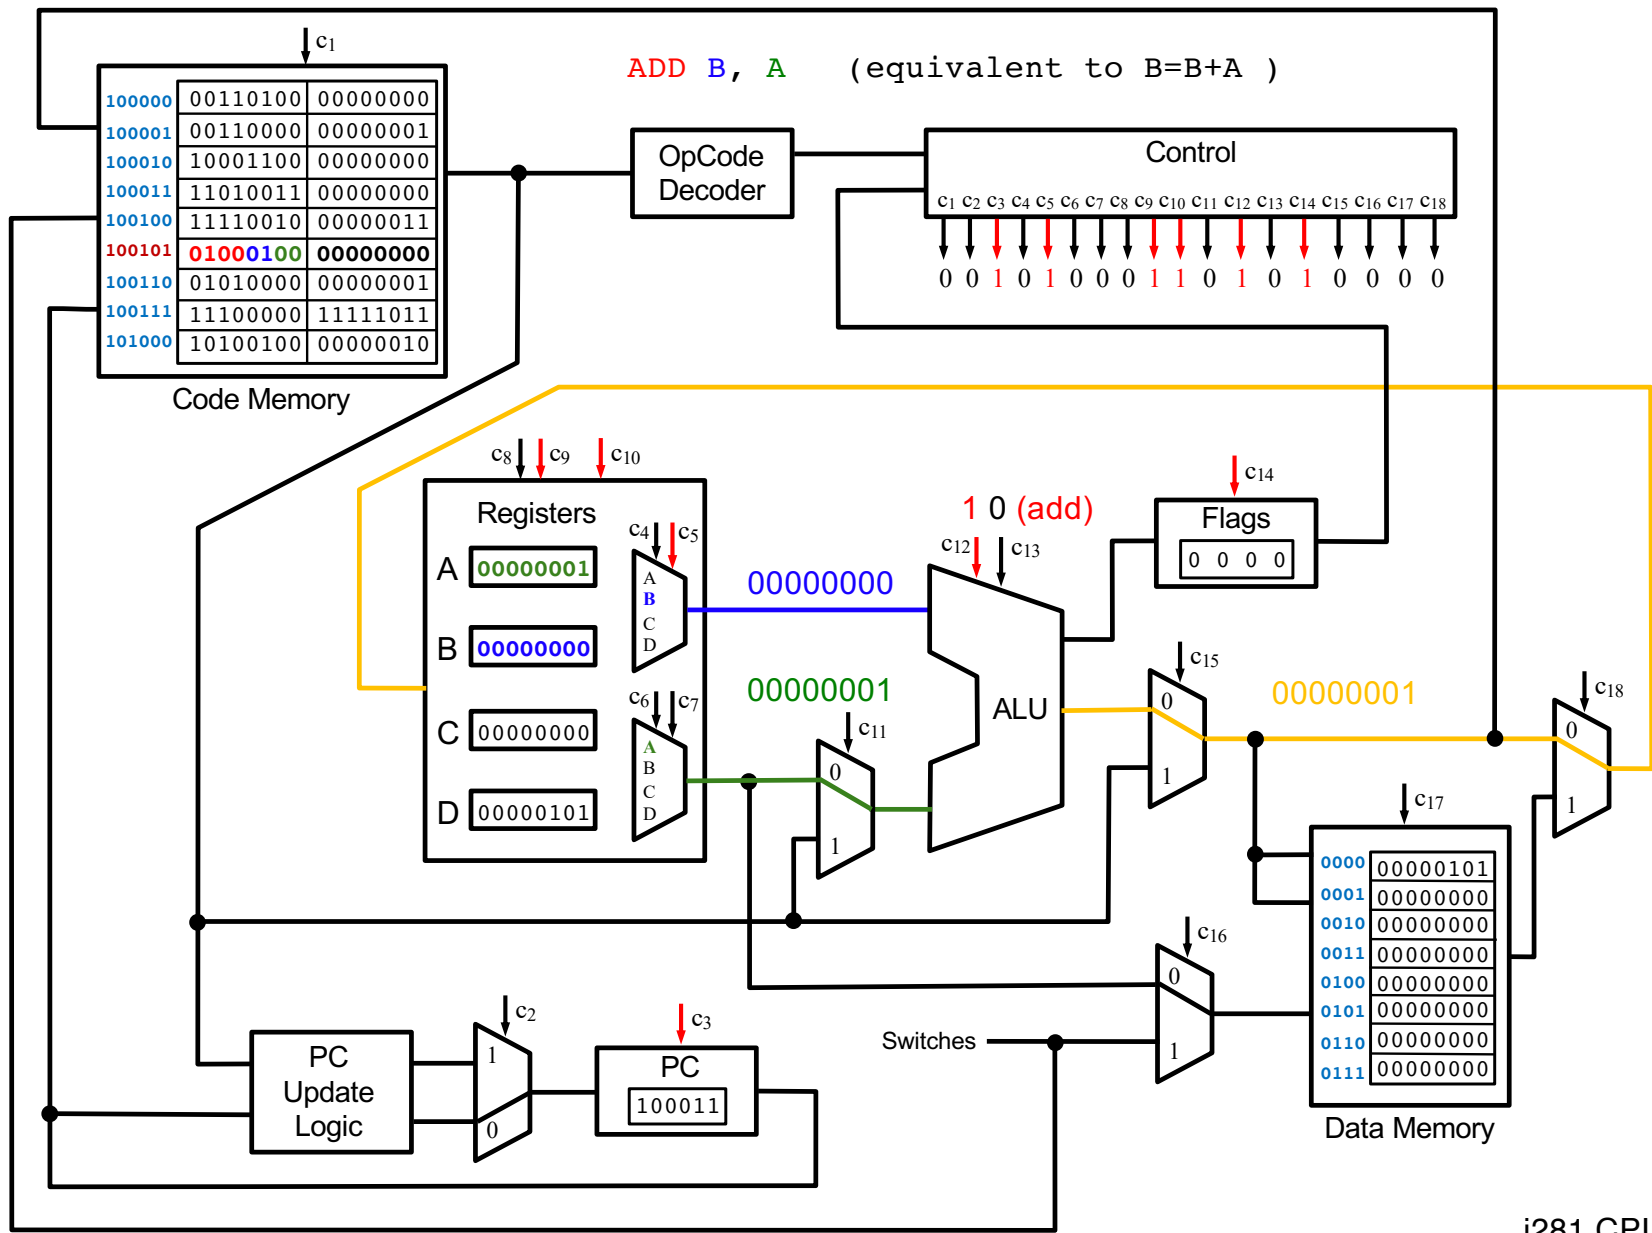 c1
ADD B, A (equivalent to B=B+A )
100000 00110100 00000000
100001 00110000 00000001
100010 10001100 00000000
100011 11010011 00000000
100100 11110010 00000011
100101 01000100 00000000
100110 01010000 00000001
100111 11100000 11111011
101000 10100100 00000010
Code Memory
OpCode
Decoder
Control
c1 c2 c3 c4 c5 c6 c7 c8 c9 c10 c11 c12 c13 c14 c15 c16 c17 c18
0 0 1 0 1 0 0 0 1 1 0 1 0 1 0 0 0 0
c8 c9 c10
Registers
A 00000001
B 00000000
C 00000000
D 00000101
c4 c5
A
B
C
D
c6 c7
A
B
C
D
00000000
00000001
c11
0
1
1 0 (add)
c12 c13
ALU
c14
Flags
0 0 0 0
c15
0
1
00000001
c18
0
1
c17
0000 00000101
0001 00000000
0010 00000000
0011 00000000
0100 00000000
0101 00000000
0110 00000000
0111 00000000
Data Memory
c16
0
1
Switches
PC
Update
Logic
c2
1
0
c3
PC
100011
i281 CPU